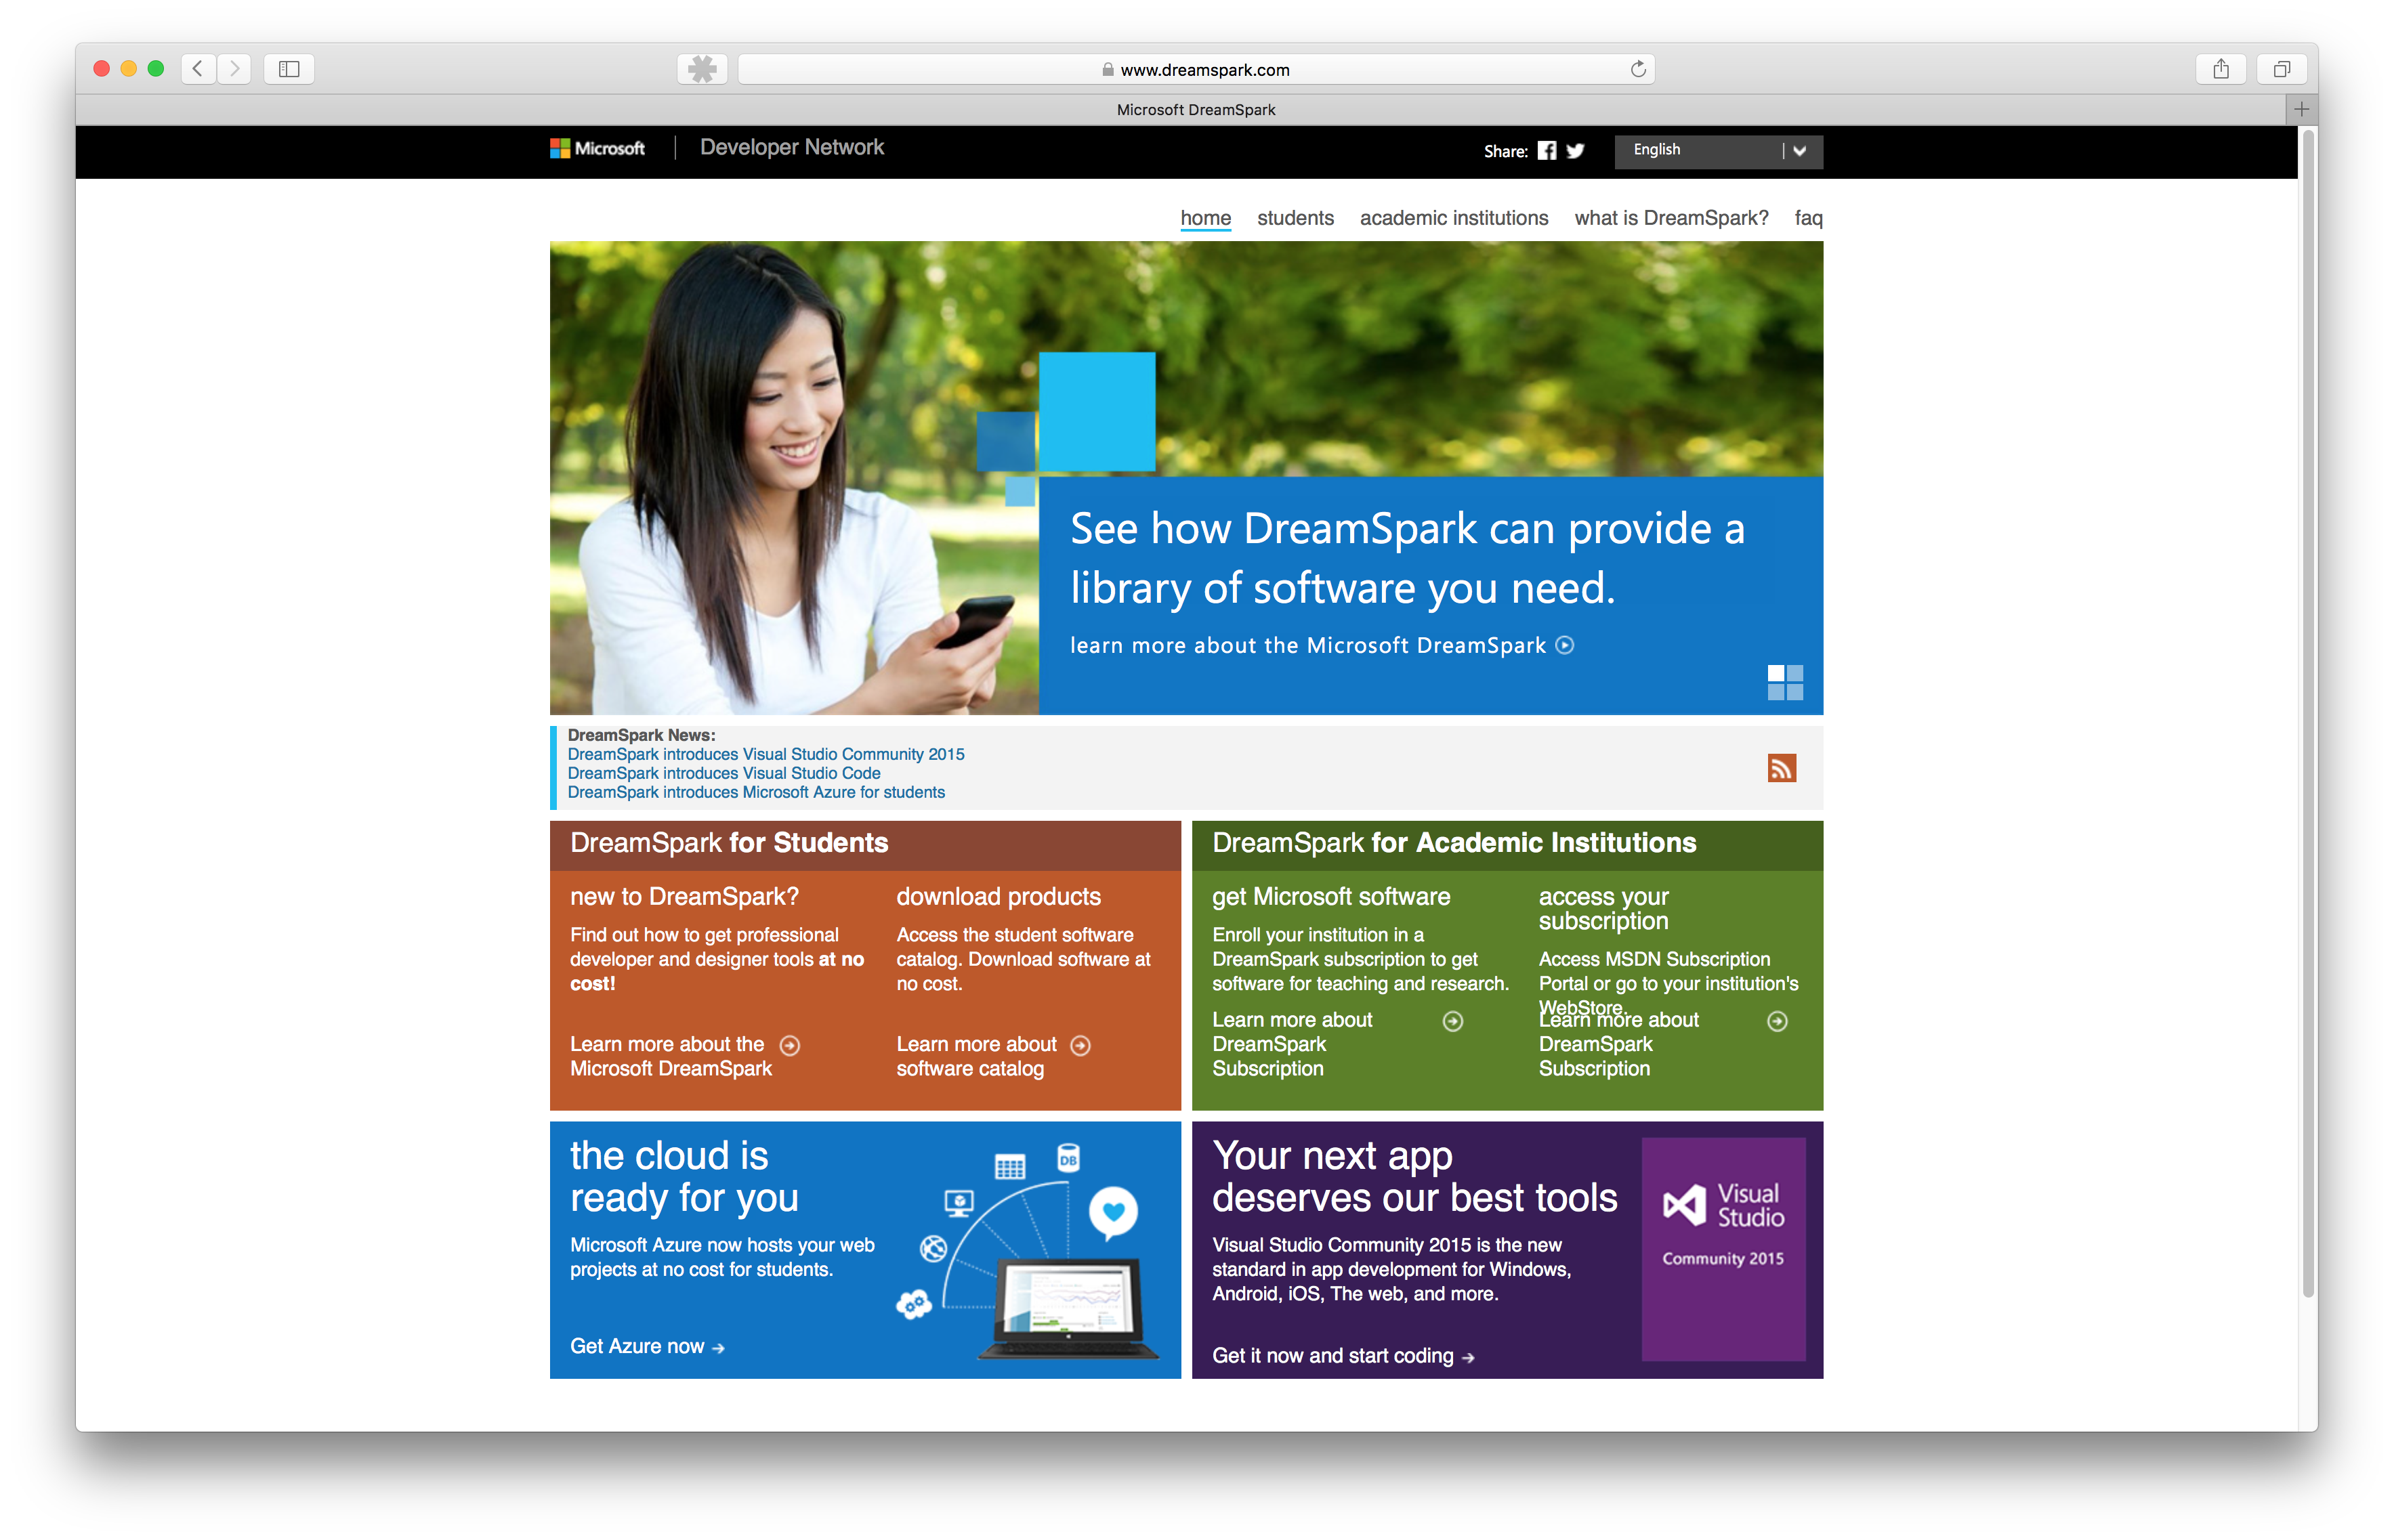 www.dreamspark.com
Microsoft DreamSpark
Microsoft
Developer Network
Share:
English
home students academic institutions what is DreamSpark? faq
See how DreamSpark can provide a
library of software you need.
learn more about the Microsoft DreamSpark
DreamSpark News:
DreamSpark introduces Visual Studio Community 2015
DreamSpark introduces Visual Studio Code
DreamSpark introduces Microsoft Azure for students
DreamSpark for Students
new to DreamSpark?
Find out how to get professional
developer and designer tools at no
cost!
Learn more about the
Microsoft DreamSpark
download products
Access the student software
catalog. Download software at
no cost.
Learn more about
software catalog
DreamSpark for Academic Institutions
get Microsoft software
Enroll your institution in a
DreamSpark subscription to get
software for teaching and research.
Learn more about
DreamSpark
Subscription
access your
subscription
Access MSDN Subscription
Portal or go to your institution's
WebStore.
Learn more about
DreamSpark
Subscription
the cloud is
ready for you
Microsoft Azure now hosts your web
projects at no cost for students.
Get Azure now
DB
Your next app
deserves our best tools
Visual Studio Community 2015 is the new
standard in app development for Windows,
Android, iOS, The web, and more.
Get it now and start coding
Visual
Studio
Community 2015